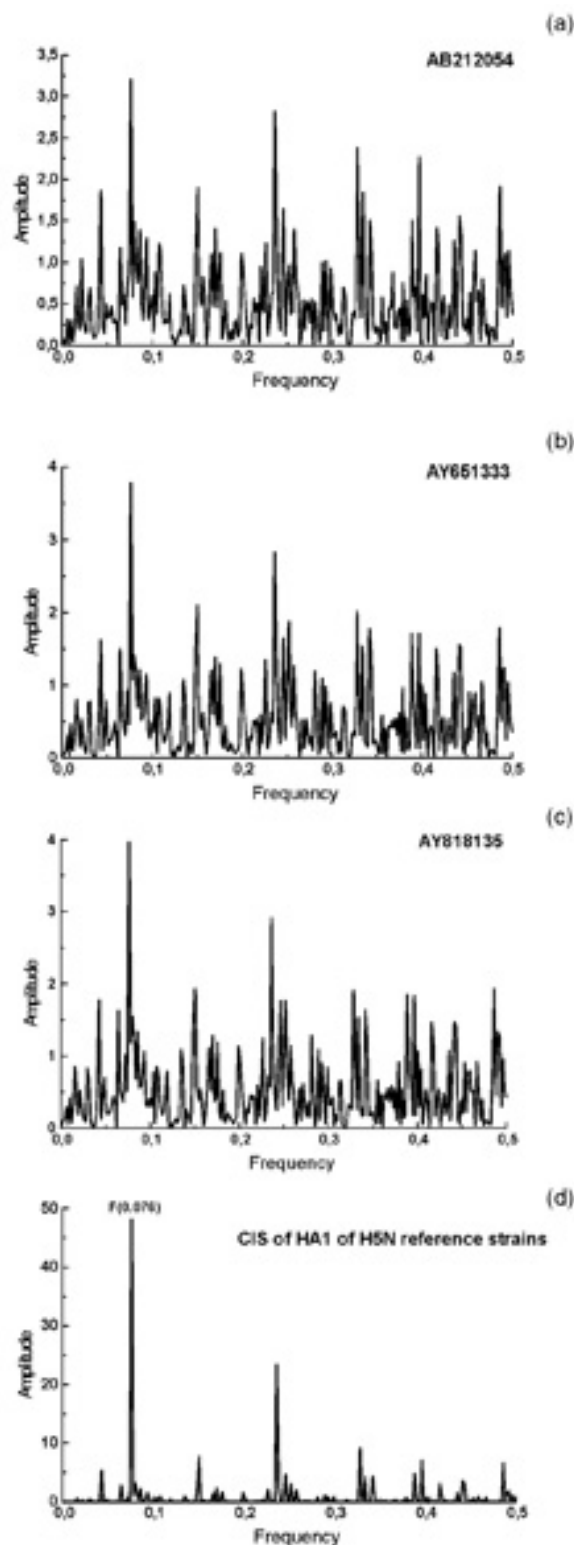 (a)
AB212054
3,5
3,0
2,5
2,0
1,5
1,0
0,5
0,0
Amplitude
0,0 0,1 0,2 0,3 0,4 0,5
Frequency
(b)
AY651333
4
3
2
1
0
Amplitude
0,0 0,1 0,2 0,3 0,4 0,5
Frequency
(c)
AY818135
4
3
2
1
0
Amplitude
0,0 0,1 0,2 0,3 0,4 0,5
Frequency
(d)
F(0.076)
CIS of HA1 of H5N reference strains
50
40
30
20
10
0
Amplitude
0,0 0,1 0,2 0,3 0,4 0,5
Frequency